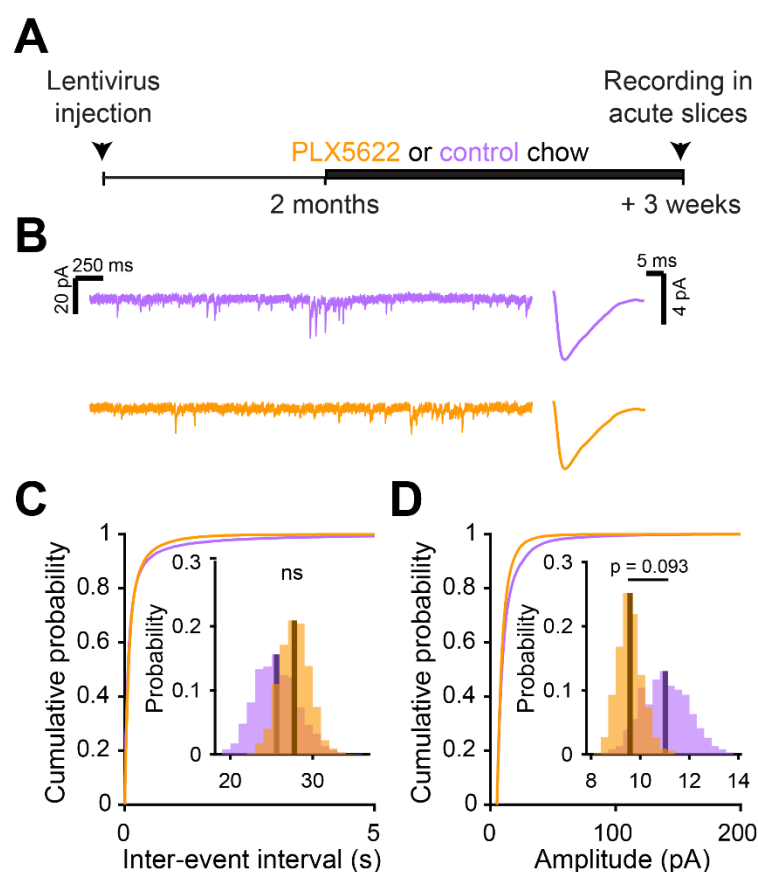 A
Lentivirus
injection
Recording in
acute slices
PLX5622 or control chow
2 months
+ 3 weeks
B
250 ms
20 pA
5 ms
4 pA
C
Cumulative probability
1
0.8
0.6
0.4
0.2
0
0
5
Inter-event interval (s)
Probability
0.3
0.2
0.1
0
20
30
ns
D
Cumulative probability
1
0.8
0.6
0.4
0.2
0
0
100
200
Amplitude (pA)
Probability
0.3
0.2
0.1
0
8
10
12
14
p = 0.093